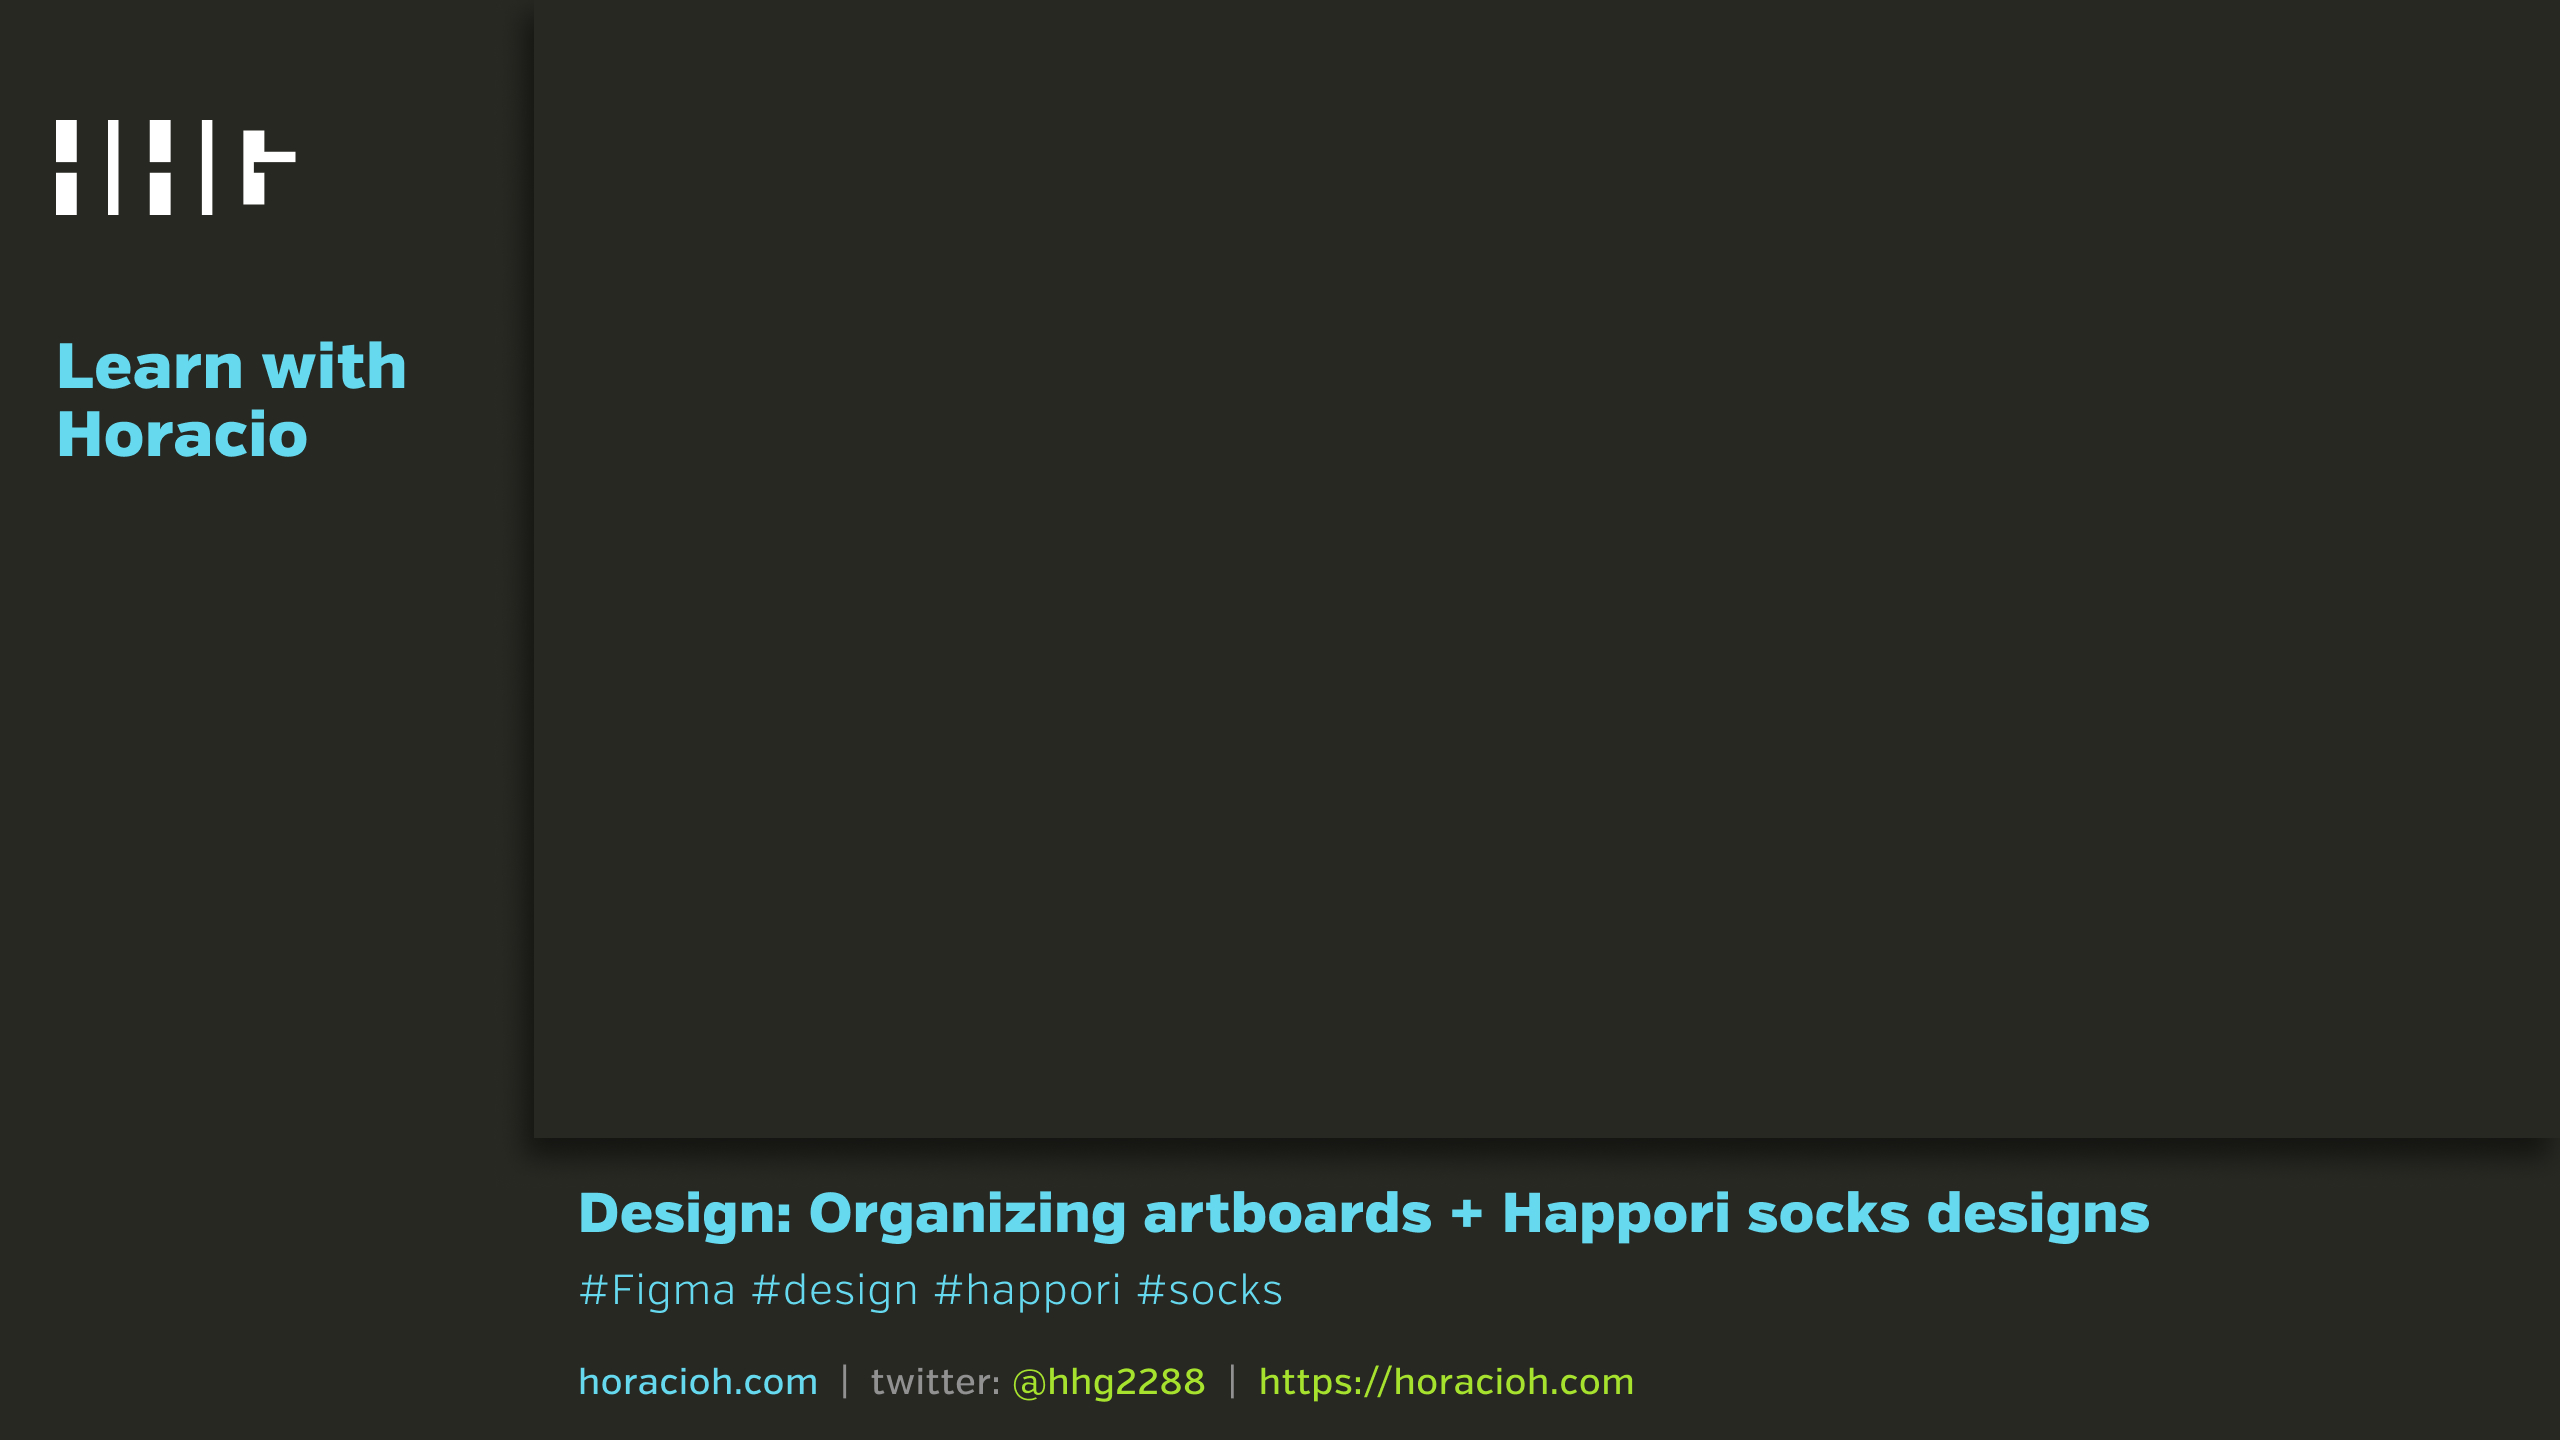 Learn with
Horacio
Design: Organizing artboards + Happori socks designs
#Figma #design #happori #socks
horacioh.com | twitter: @hhg2288 | https://horacioh.com